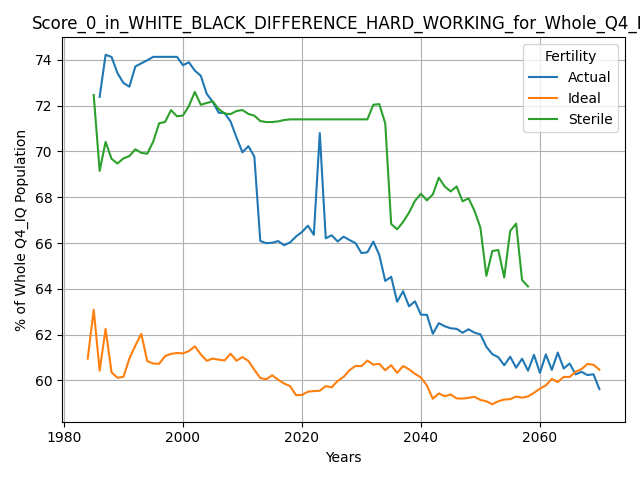 Score_0_in_WHITE_BLACK_DIFFERENCE_HARD_WORKING_for_Whole_Q4_I
Fertility
Actual
Ideal
Sterile
74
72
70
68
66
64
62
60
% of Whole Q4_IQ Population
1980
2000
2020
2040
2060
Years